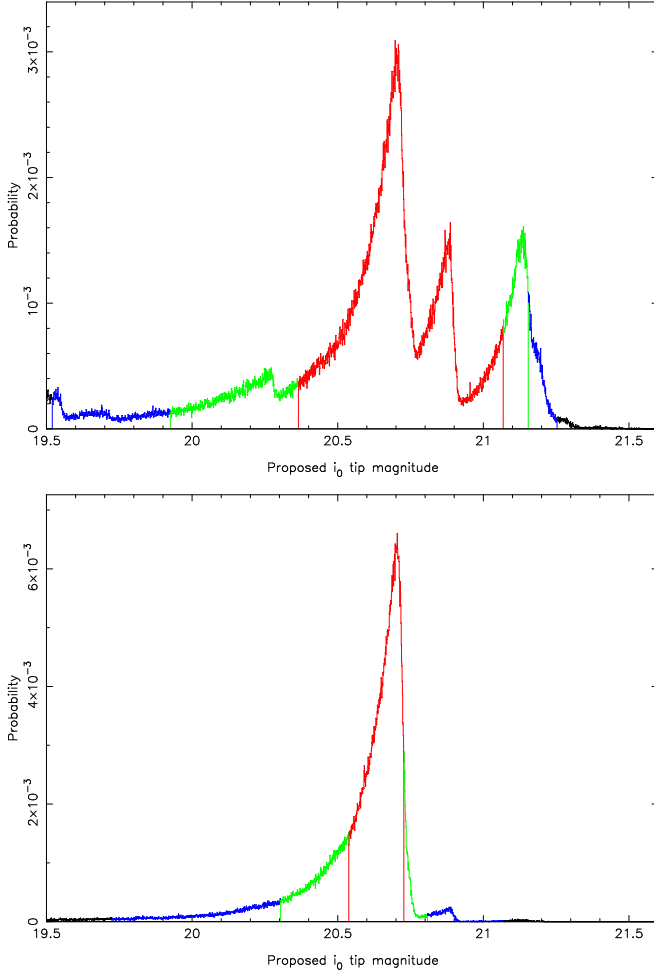 3×10⁻³
2×10⁻³
10⁻³
0
Probability
19.5 20 20.5 21 21.5
Proposed i₀ tip magnitude
6×10⁻³
4×10⁻³
2×10⁻³
0
Probability
19.5 20 20.5 21 21.5
Proposed i₀ tip magnitude